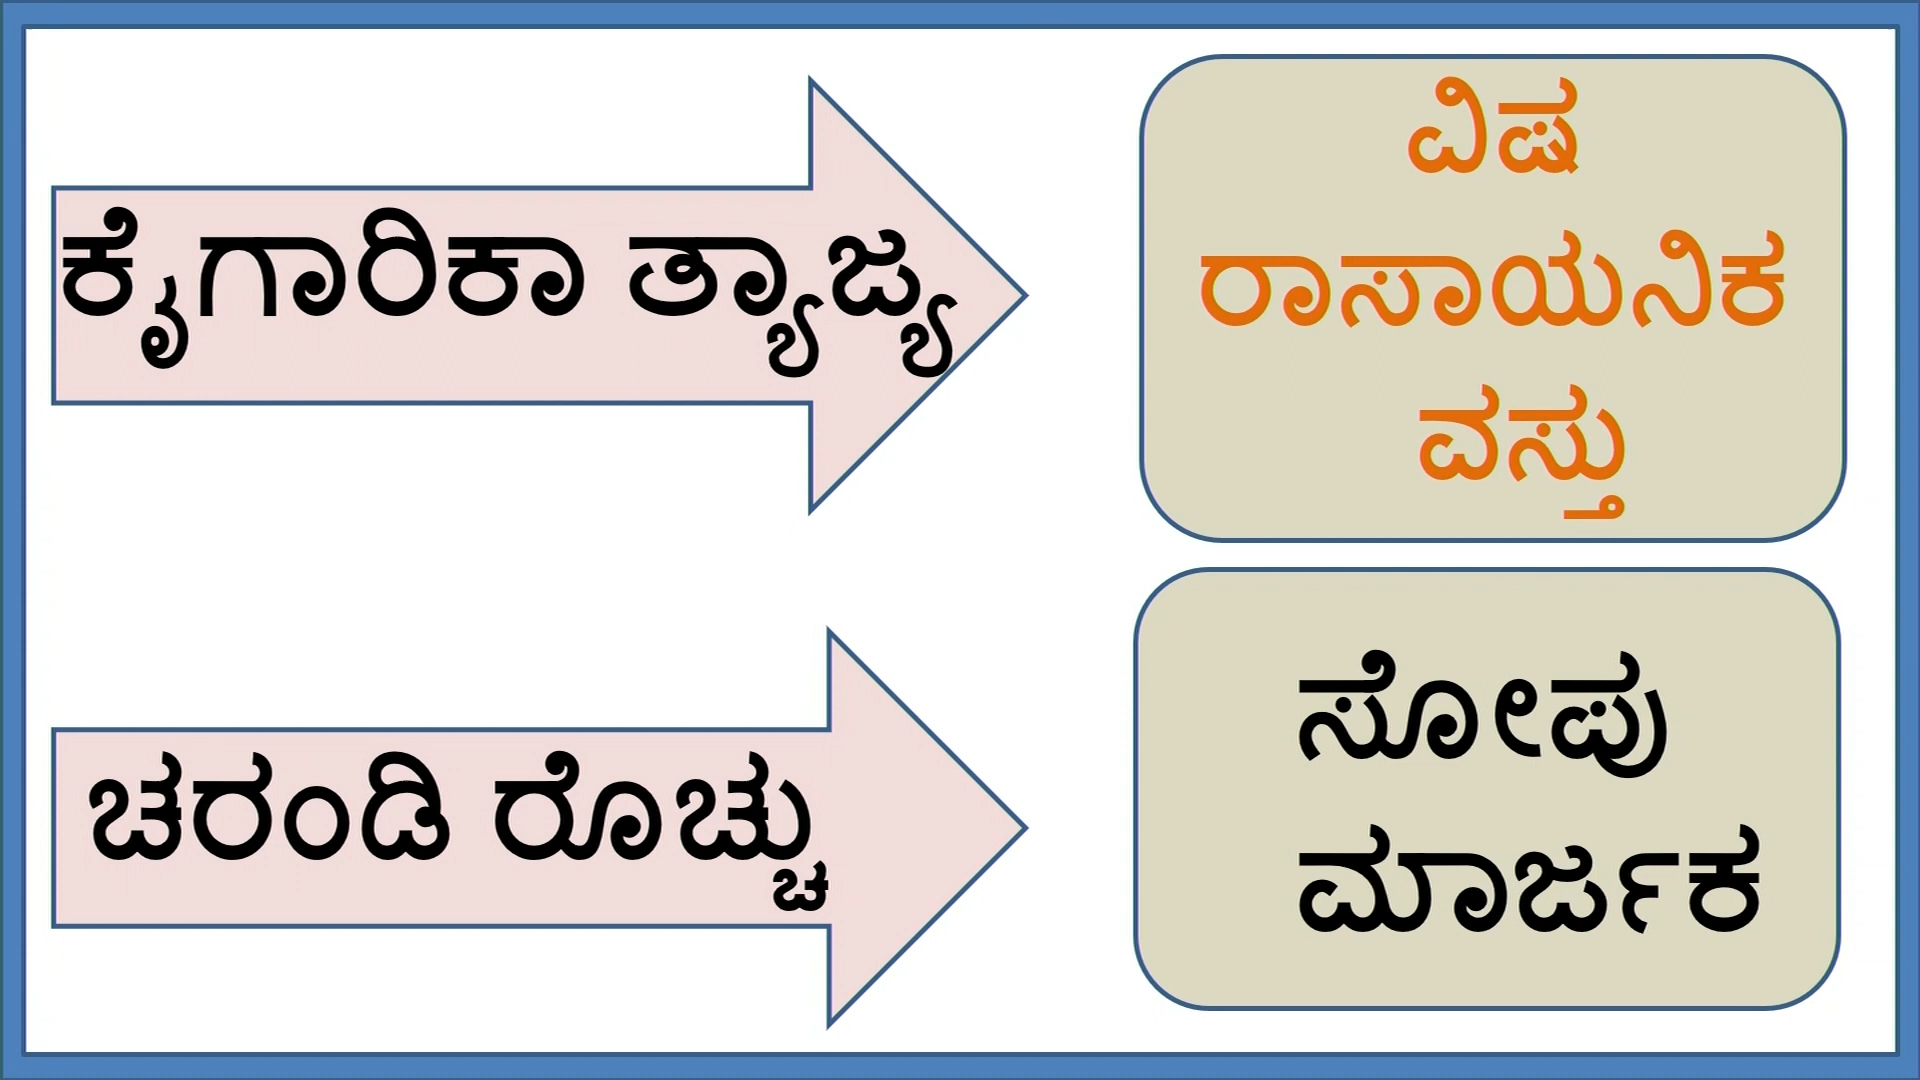 ಕೈಗಾರಿಕಾ ತ್ಯಾಜ್ಯ
ವಿಷ
ರಾಸಾಯನಿಕ
ವಸ್ತು
ಚರಂಡಿ ರೊಚ್ಚು
ಸೋಪು
ಮಾರ್ಜಕ